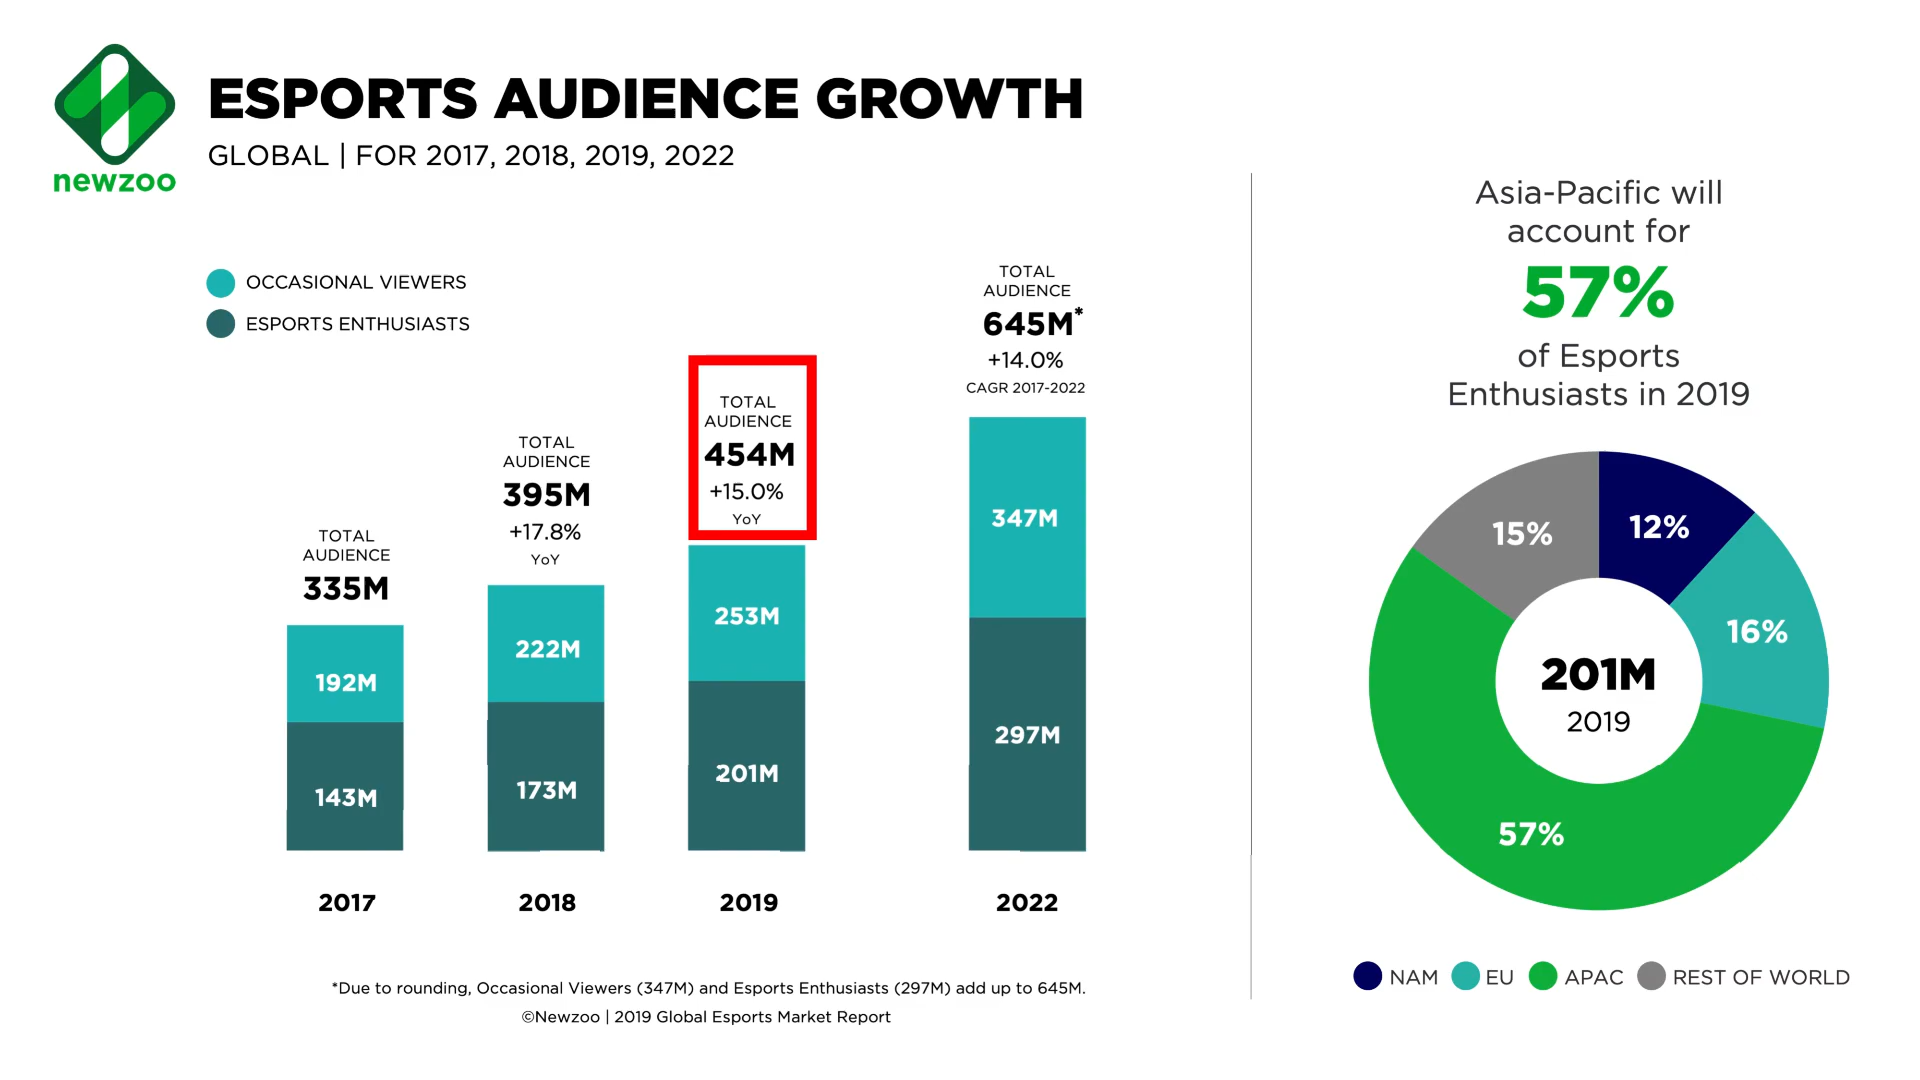 newzoo
ESPORTS AUDIENCE GROWTH
GLOBAL | FOR 2017, 2018, 2019, 2022
OCCASIONAL VIEWERS
ESPORTS ENTHUSIASTS
TOTAL
AUDIENCE
335M
192M
143M
2017
TOTAL
AUDIENCE
395M
+17.8%
YoY
222M
173M
2018
TOTAL
AUDIENCE
454M
+15.0%
YoY
253M
201M
2019
TOTAL
AUDIENCE
645M*
+14.0%
CAGR 2017-2022
347M
297M
2022
*Due to rounding, Occasional Viewers (347M) and Esports Enthusiasts (297M) add up to 645M.
©Newzoo | 2019 Global Esports Market Report
Asia-Pacific will
account for
57%
of Esports
Enthusiasts in 2019
15%
12%
16%
57%
201M
2019
NAM
EU
APAC
REST OF WORLD